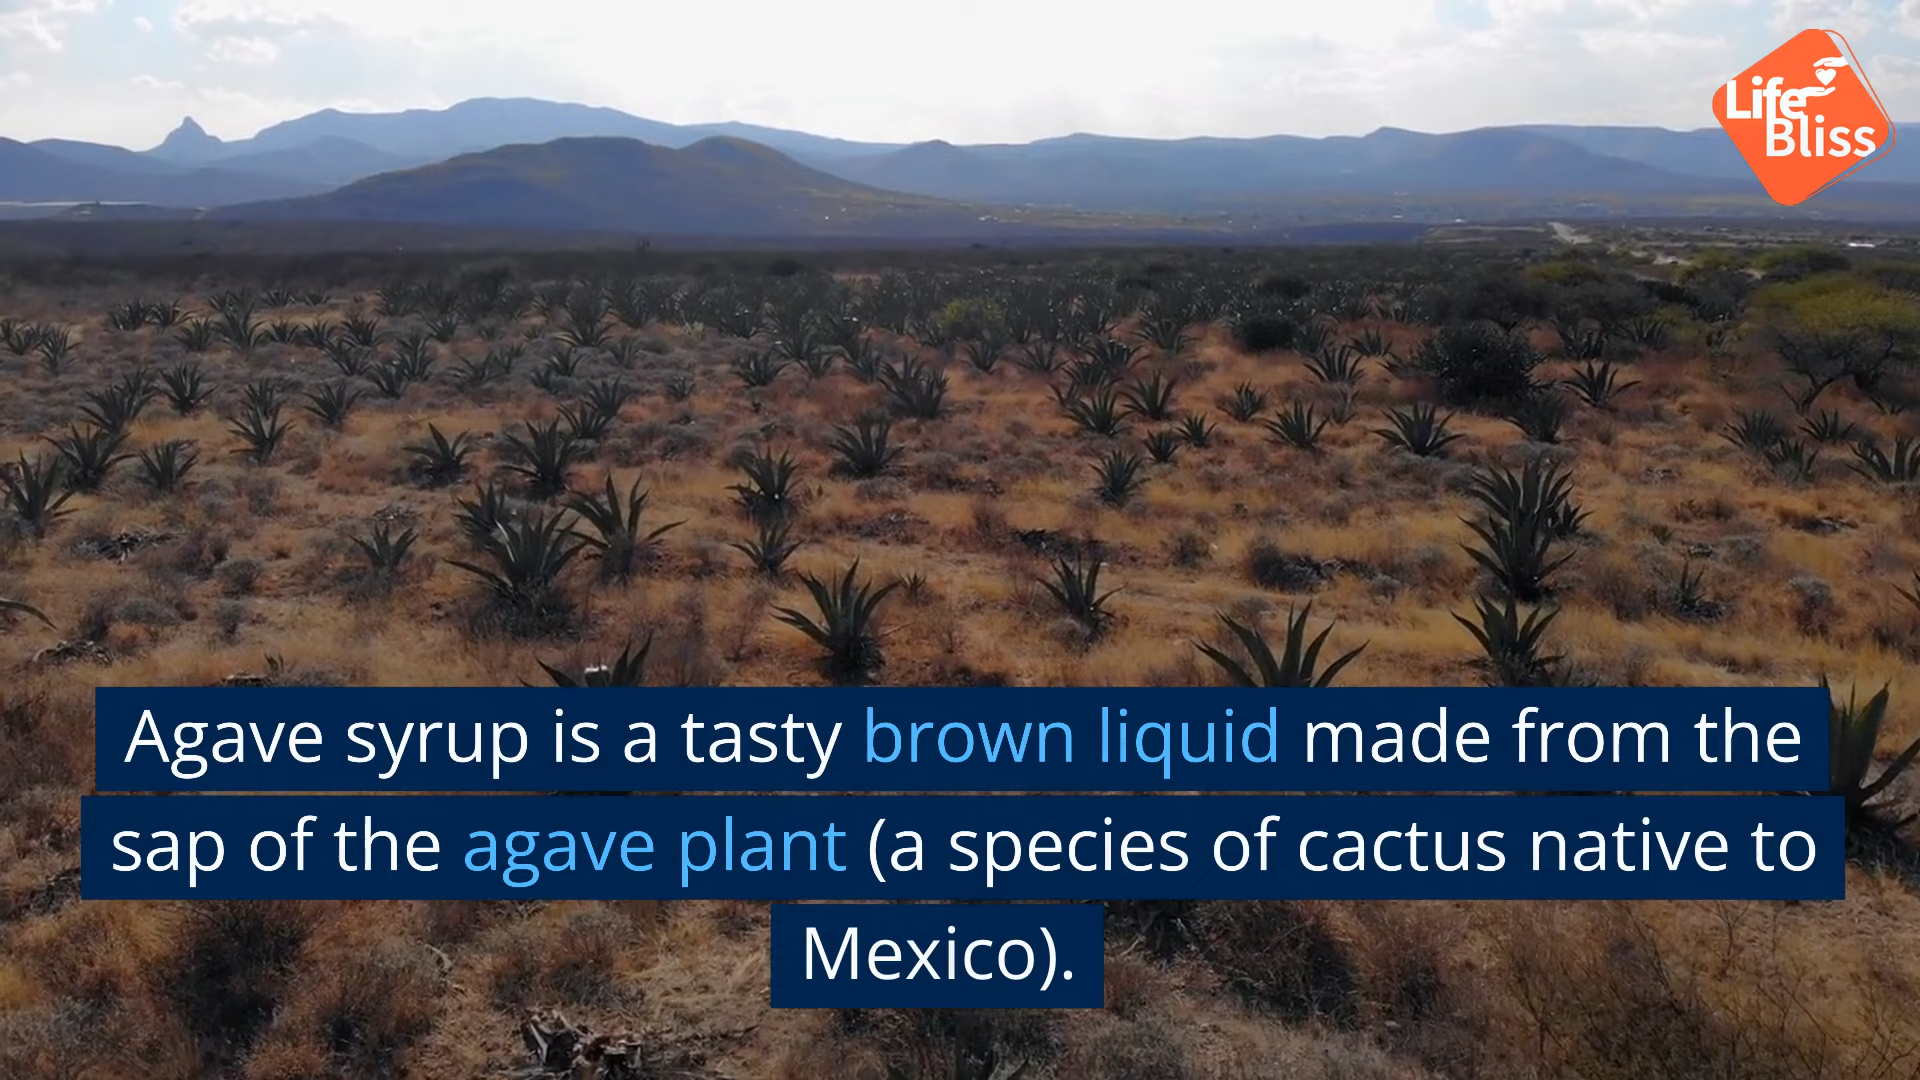 Life
Bliss
Agave syrup is a tasty brown liquid made from the
sap of the agave plant (a species of cactus native to
Mexico).